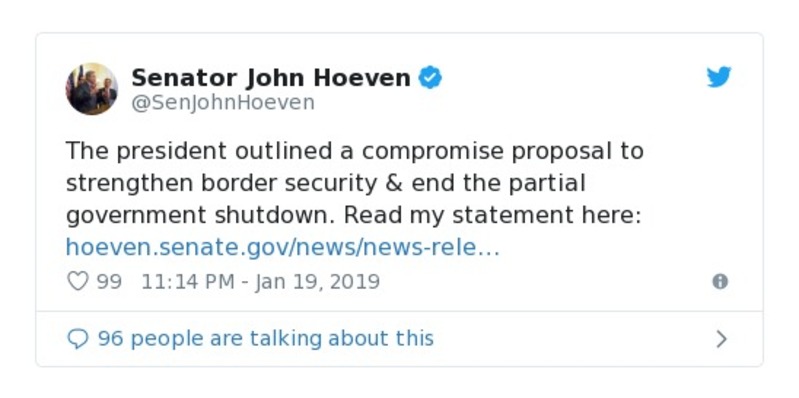 Senator John Hoeven
@SenJohnHoeven
The president outlined a compromise proposal to
strengthen border security & end the partial
government shutdown. Read my statement here:
hoeven.senate.gov/news/news-rele…
99 11:14 PM - Jan 19, 2019
96 people are talking about this